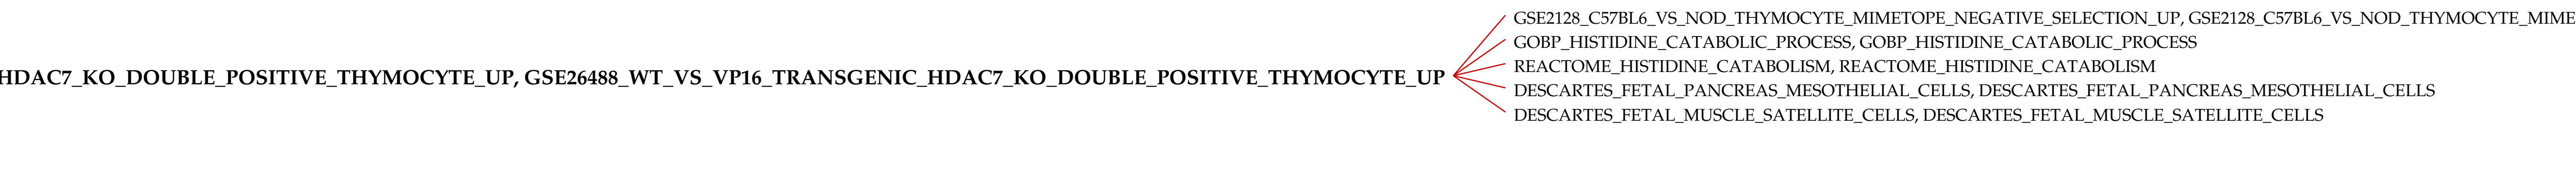 GSE2128_C57BL6_VS_NOD_THYMOCYTE_MIMETOPE_NEGATIVE_SELECTION_UP, GSE2128_C57BL6_VS_NOD_THYMOCYTE_MIME
GOBP_HISTIDINE_CATABOLIC_PROCESS, GOBP_HISTIDINE_CATABOLIC_PROCESS
REACTOME_HISTIDINE_CATABOLISM, REACTOME_HISTIDINE_CATABOLISM
HDAC7_KO_DOUBLE_POSITIVE_THYMOCYTE_UP, GSE26488_WT_VS_VP16_TRANSGENIC_HDAC7_KO_DOUBLE_POSITIVE_THYMOCYTE_UP
DESCARTES_FETAL_PANCREAS_MESOTHELIAL_CELLS, DESCARTES_FETAL_PANCREAS_MESOTHELIAL_CELLS
DESCARTES_FETAL_MUSCLE_SATELLITE_CELLS, DESCARTES_FETAL_MUSCLE_SATELLITE_CELLS